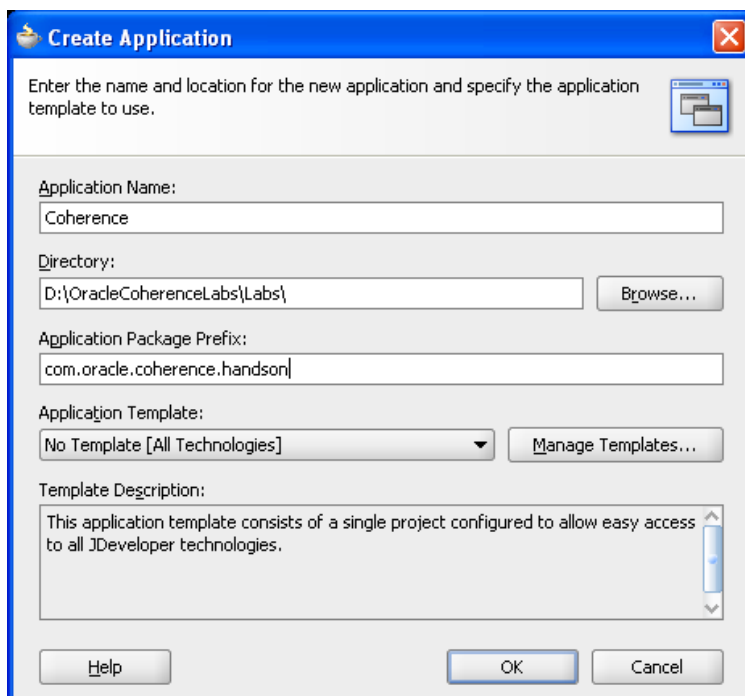 Create Application
Enter the name and location for the new application and specify the application
template to use.
Application Name:
Coherence
Directory:
D:\OracleCoherenceLabs\Labs\
Browse...
Application Package Prefix:
com.oracle.coherence.handson
Application Template:
No Template [All Technologies]
Manage Templates...
Template Description:
This application template consists of a single project configured to allow easy access
to all JDeveloper technologies.
Help
OK
Cancel